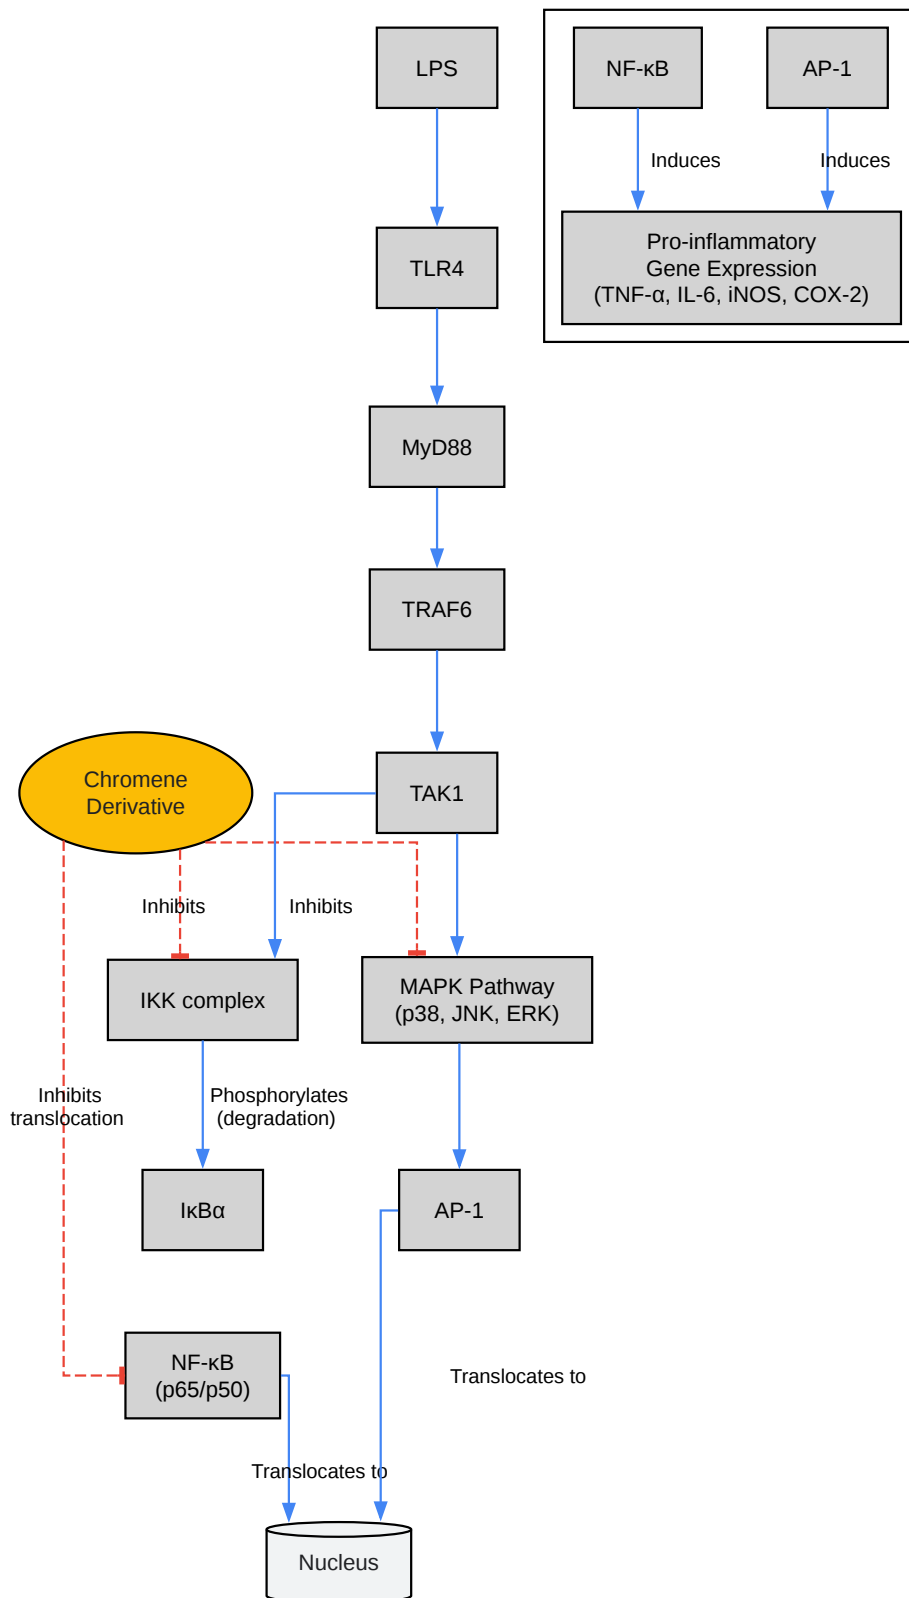 LPS
NF-κB
AP-1
Induces
Induces
Pro-inflammatory
Gene Expression
(TNF-α, IL-6, iNOS, COX-2)
TLR4
MyD88
TRAF6
TAK1
Chromene
Derivative
Inhibits
Inhibits
IKK complex
MAPK Pathway
(p38, JNK, ERK)
Inhibits
translocation
Phosphorylates
(degradation)
IκBα
AP-1
NF-κB
(p65/p50)
Translocates to
Translocates to
Nucleus